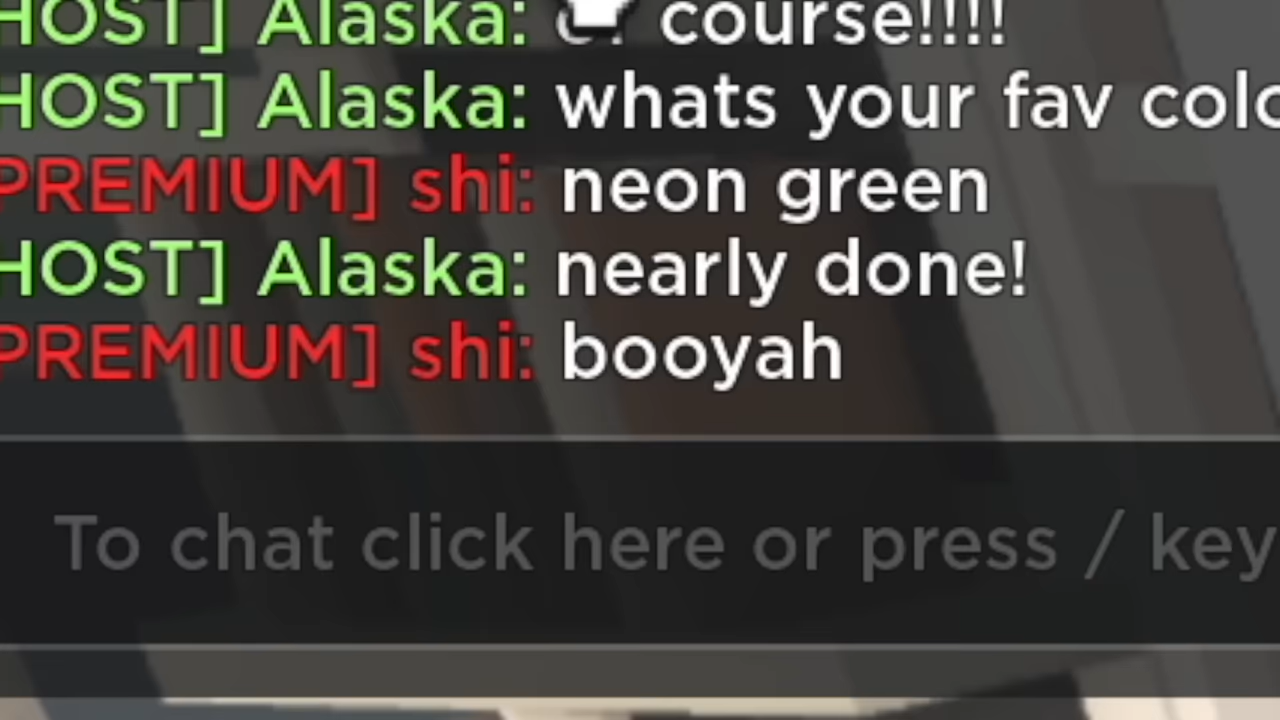 HOST] Alaska: of course!!!!
HOST] Alaska: whats your fav colo
PREMIUM] shi: neon green
HOST] Alaska: nearly done!
PREMIUM] shi: booyah
To chat click here or press / key